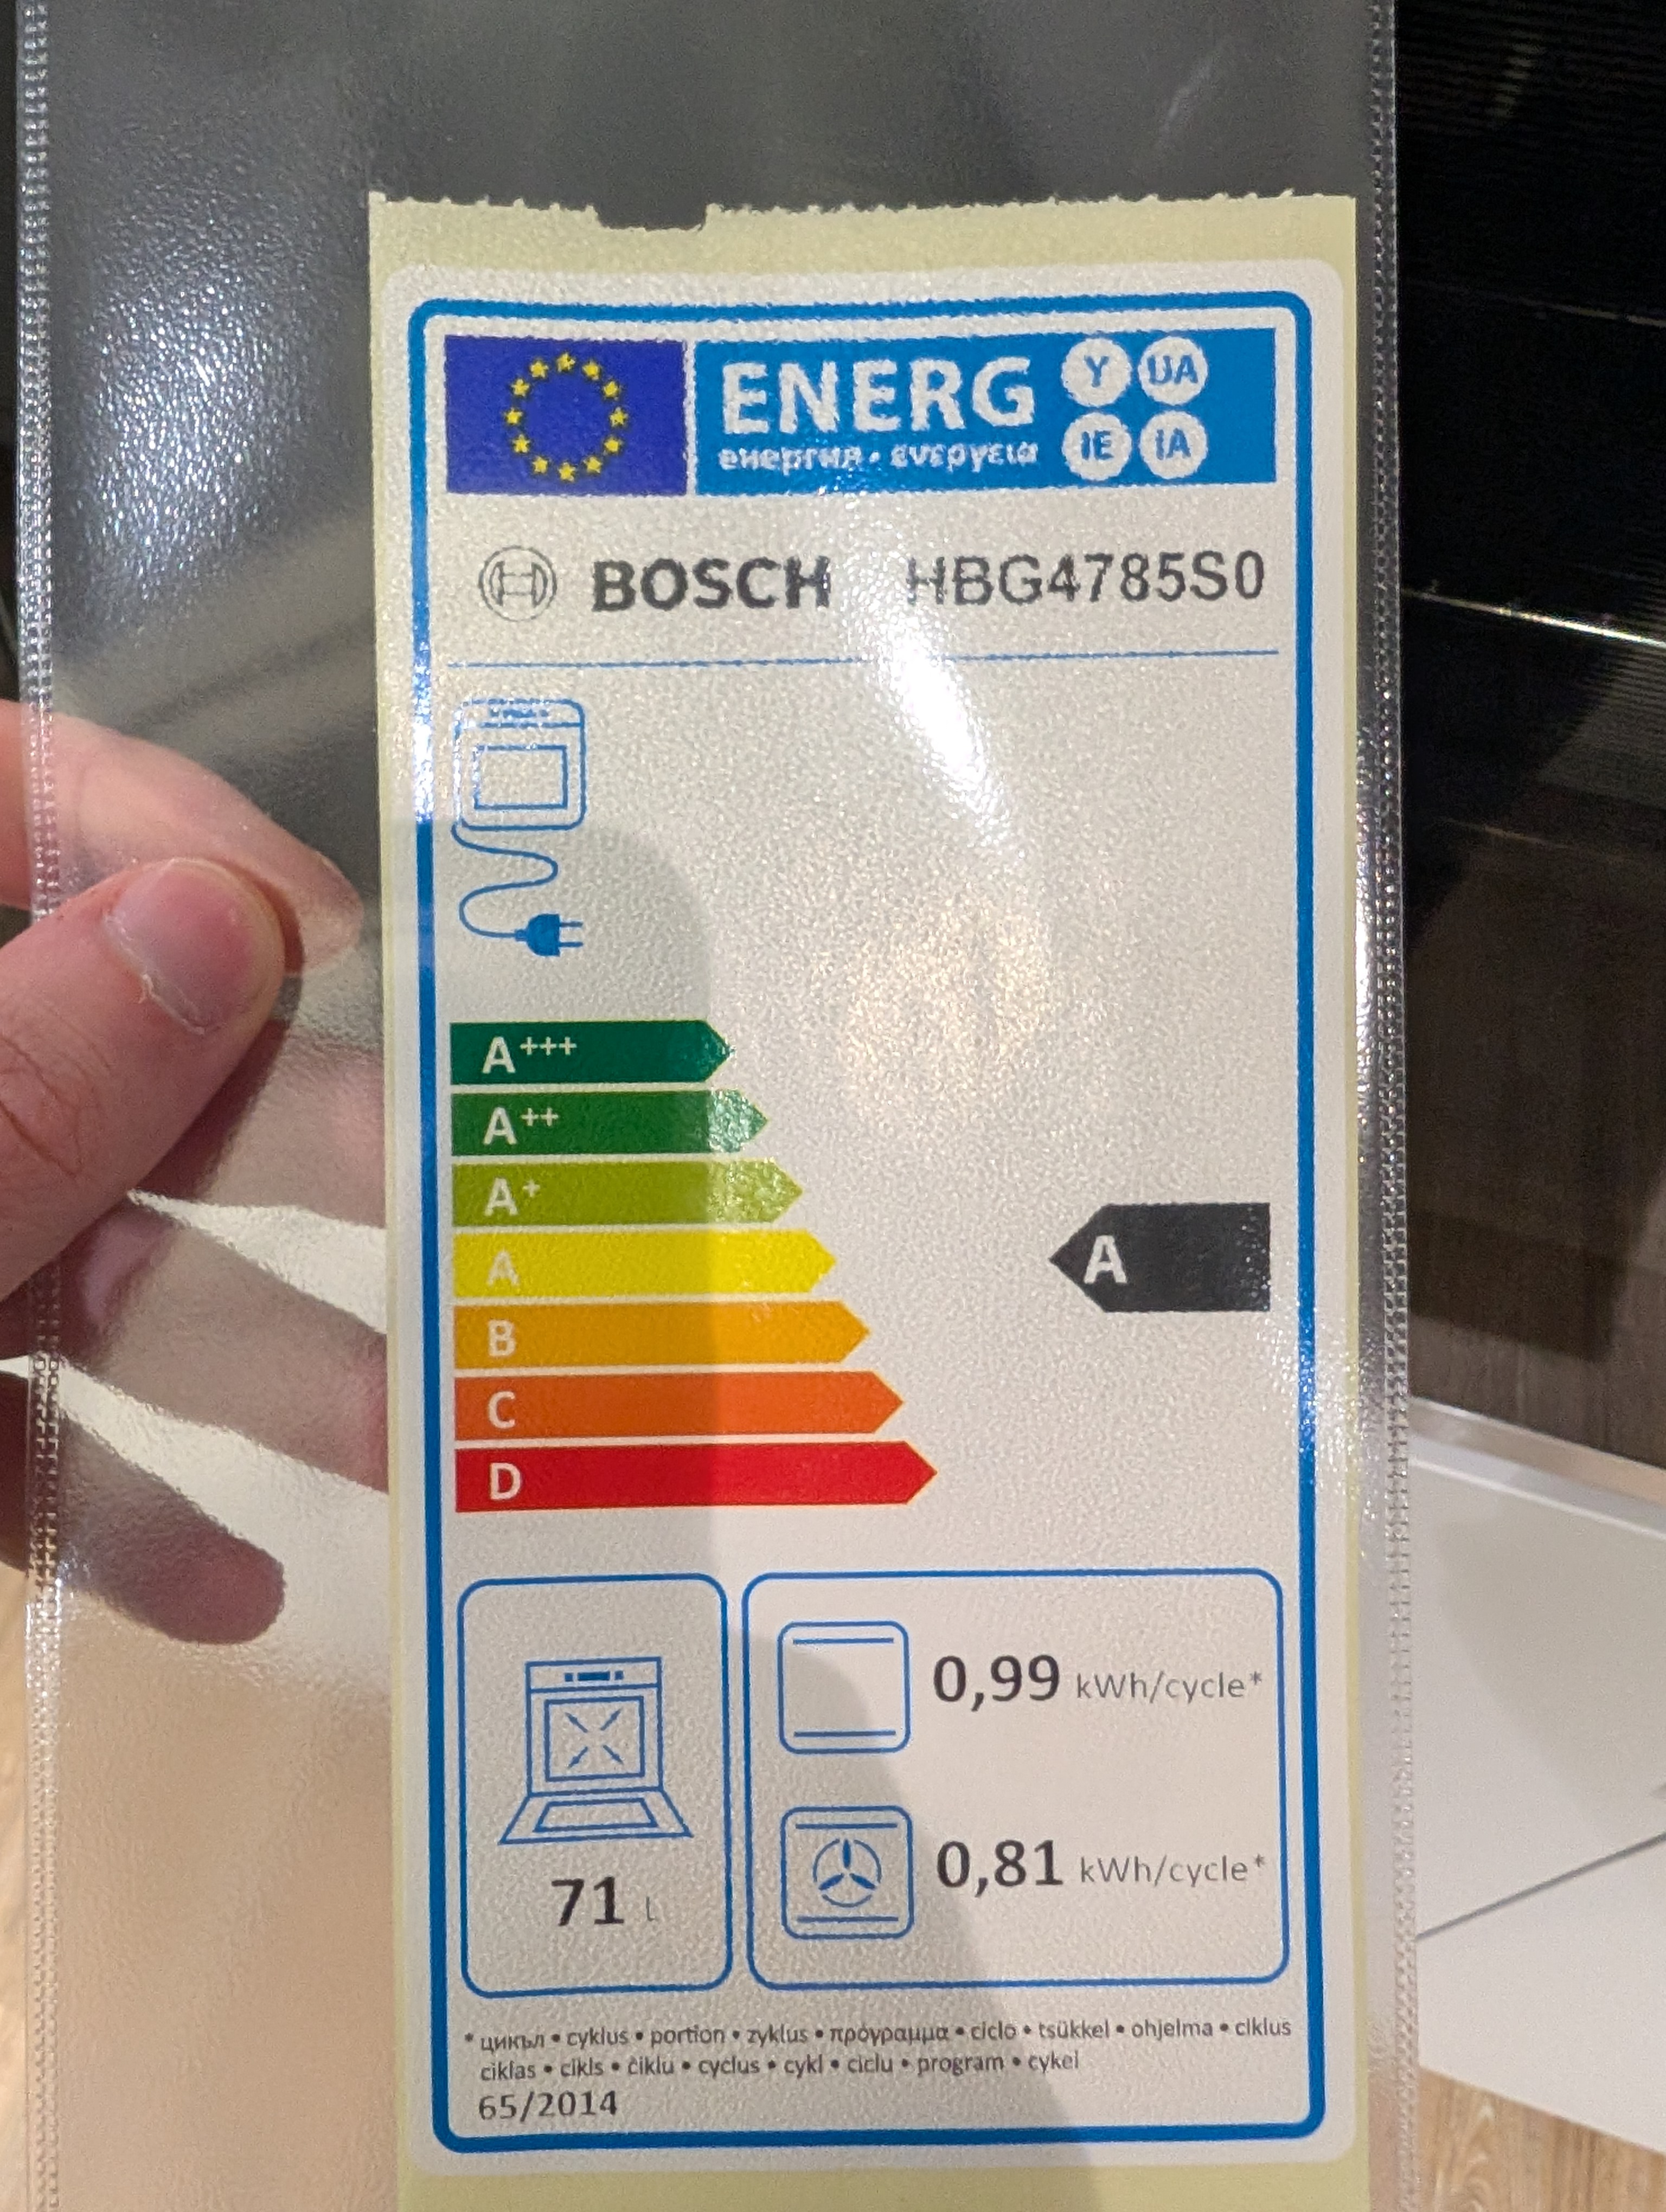 ENERG Y UA
енергия · ενεργεια IE IA
BOSCH HBG4785S0
A+++
A++
A+
A
A
B
C
D
0,99 kWh/cycle*
0,81 kWh/cycle*
71 L
* цикъл • cyklus • portion • zyklus • πρόγραμμα • ciclo • tsükkel • ohjelma • ciklus
ciklas • cikls • ċiklu • cyclus • cykl • ciclu • program • cykel
65/2014